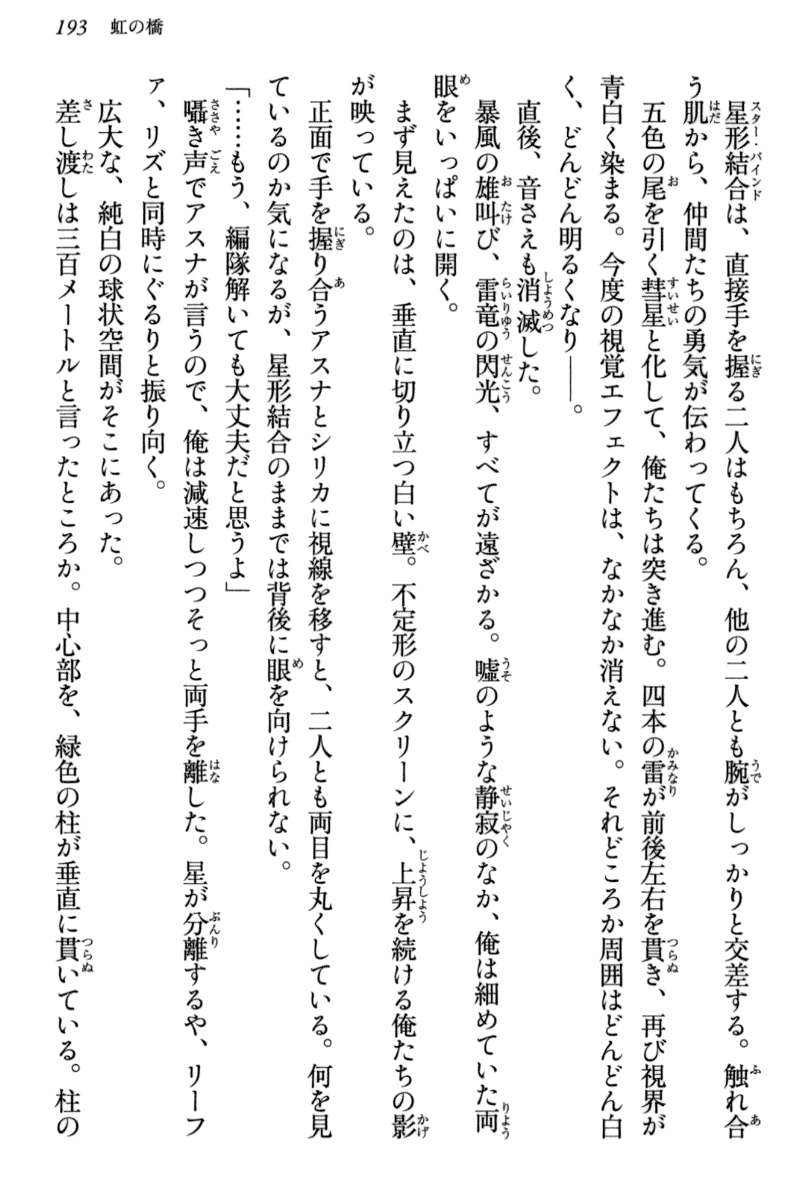 193 虹の橋
星形結合は、直接手を握る二人はもちろん、他の二人とも腕がしっかりと交差する。触れ合
う肌から、仲間たちの勇気が伝わってくる。
五色の尾を引く彗星と化して、俺たちは突き進む。四本の雷が前後左右を貫き、再び視界が
青白く染まる。今度の視覚エフェクトは、なかなか消えない。それどころか周囲はどんどん白
く、どんどん明るくなり――。
直後、音さえも消滅した。
暴風の雄叫び、雷竜の閃光、すべてが遠ざかる。嘘のような静寂のなか、俺は細めていた両
眼をいっぱいに開く。
まず見えたのは、垂直に切り立つ白い壁。不定形のスクリーンに、上昇を続ける俺たちの影
が映っている。
正面で手を握り合うアスナとシリカに視線を移すと、二人とも両目を丸くしている。何を見
ているのか気になるが、星形結合のままでは背後に眼を向けられない。
「……もう、編隊解いても大丈夫だと思うよ」
囁き声でアスナが言うので、俺は減速しつつそっと両手を離した。星が分離するや、リーフ
ァ、リズと同時にぐるりと振り向く。
広大な、純白の球状空間がそこにあった。
差し渡しは三百メートルと言ったところか。中心部を、緑色の柱が垂直に貫いている。柱の